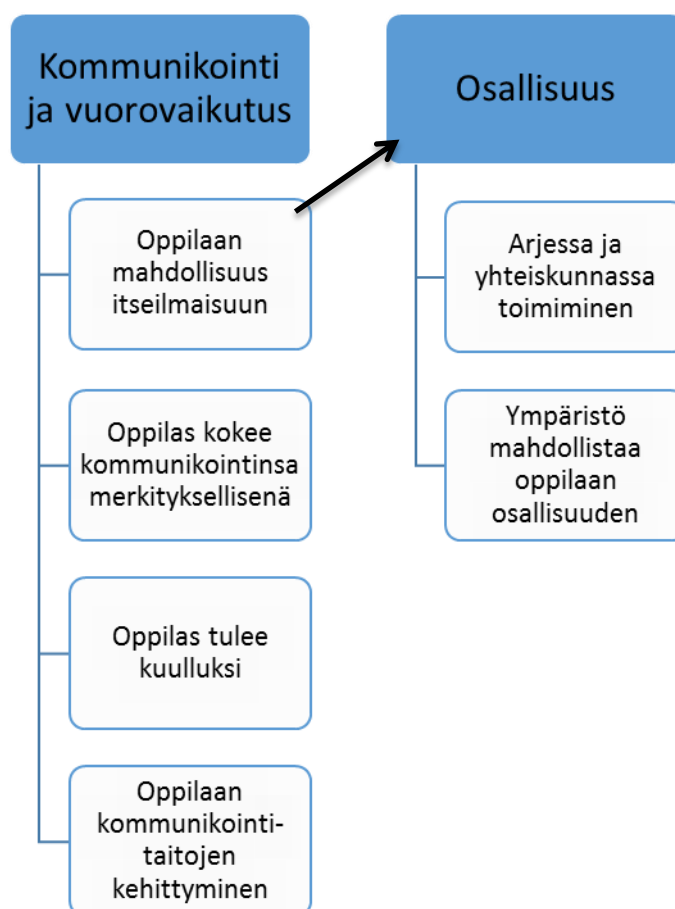 Kommunikointi
ja vuorovaikutus
Oppilaan
mahdollisuus
itseilmaisuun
Oppilas kokee
kommunikointinsa
merkityksellisenä
Oppilas tulee
kuulluksi
Oppilaan
kommunikointi-
taitojen
kehittyminen
Osallisuus
Arjessa ja
yhteiskunnassa
toimiminen
Ympäristö
mahdollistaa
oppilaan
osallisuuden